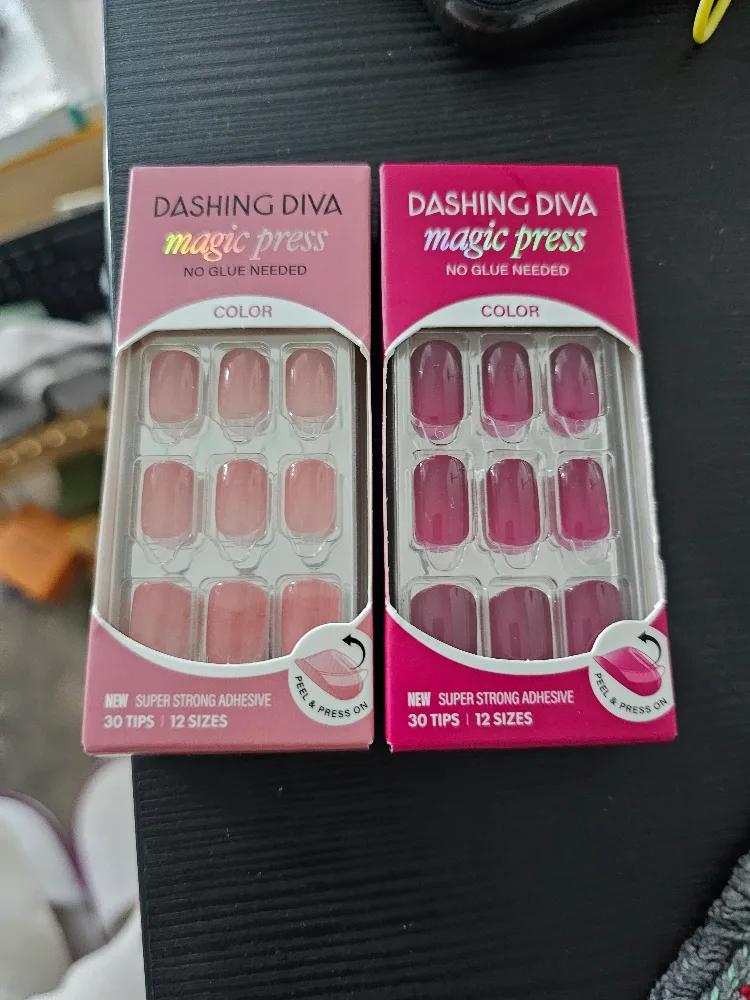 DASHING DIVA
magic press
NO GLUE NEEDED
COLOR
PEEL & PRESS ON
NEW SUPER STRONG ADHESIVE
30 TIPS | 12 SIZES
DASHING DIVA
magic press
NO GLUE NEEDED
COLOR
PEEL & PRESS ON
NEW SUPER STRONG ADHESIVE
30 TIPS | 12 SIZES